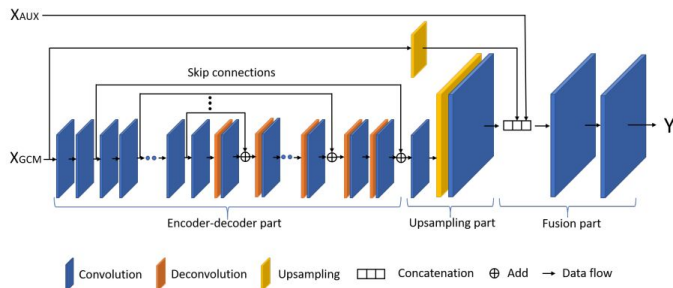 XAUX
Skip connections
XGCM
Y
Encoder-decoder part
Upsampling part
Fusion part
Convolution
Deconvolution
Upsampling
Concatenation
Add
Data flow